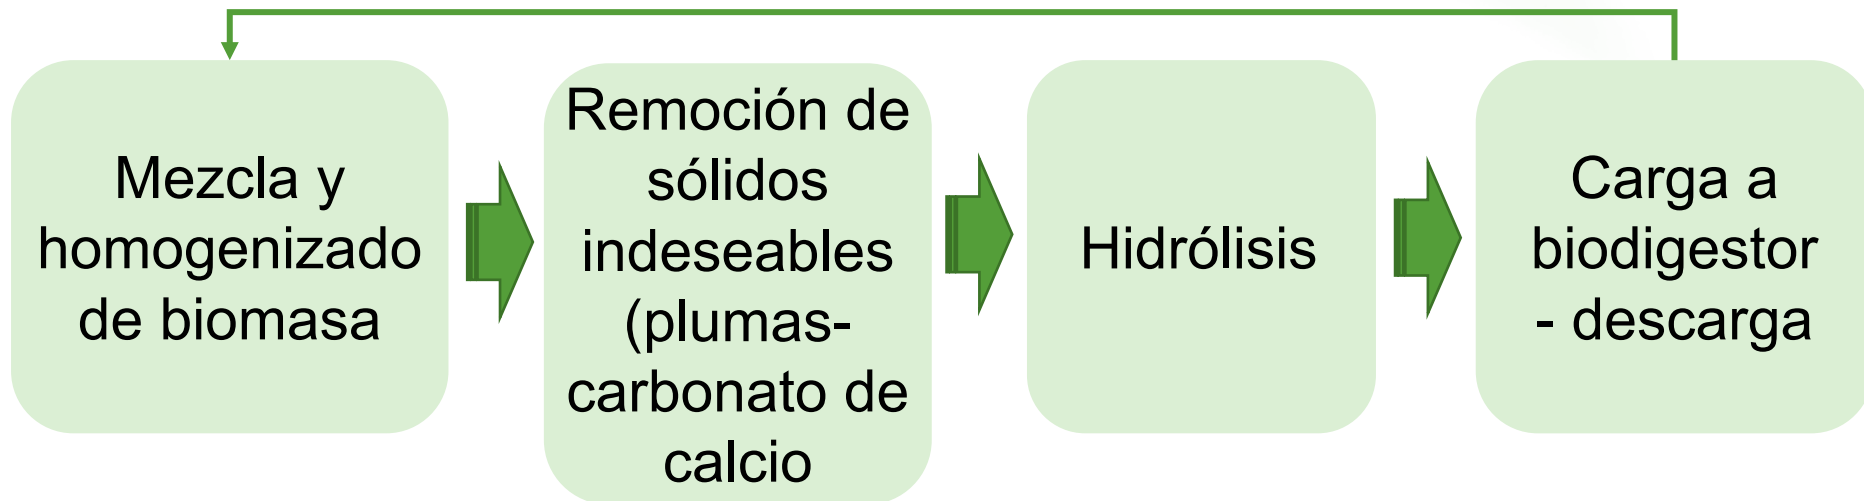 Mezcla y
homogenizado
de biomasa
Remoción de
sólidos
indeseables
(plumas-
carbonato de
calcio
Hidrólisis
Carga a
biodigestor
- descarga